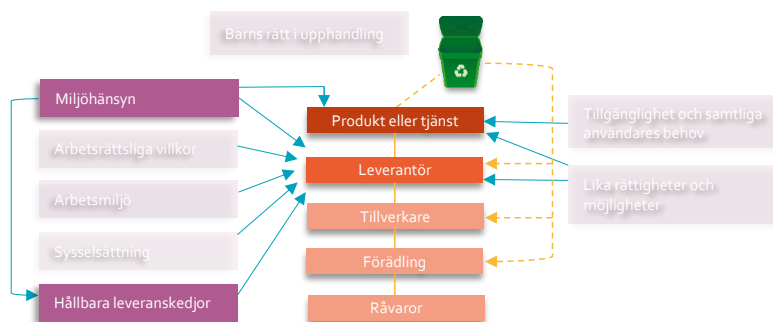 Barns rätt i upphandling
Miljöhänsyn
Arbetsrättsliga villkor
Arbetsmiljö
Sysselsättning
Hållbara leveranskedjor
Produkt eller tjänst
Leverantör
Tillverkare
Förädling
Råvaror
Tillgänglighet och samtliga
användares behov
Lika rättigheter och
möjligheter